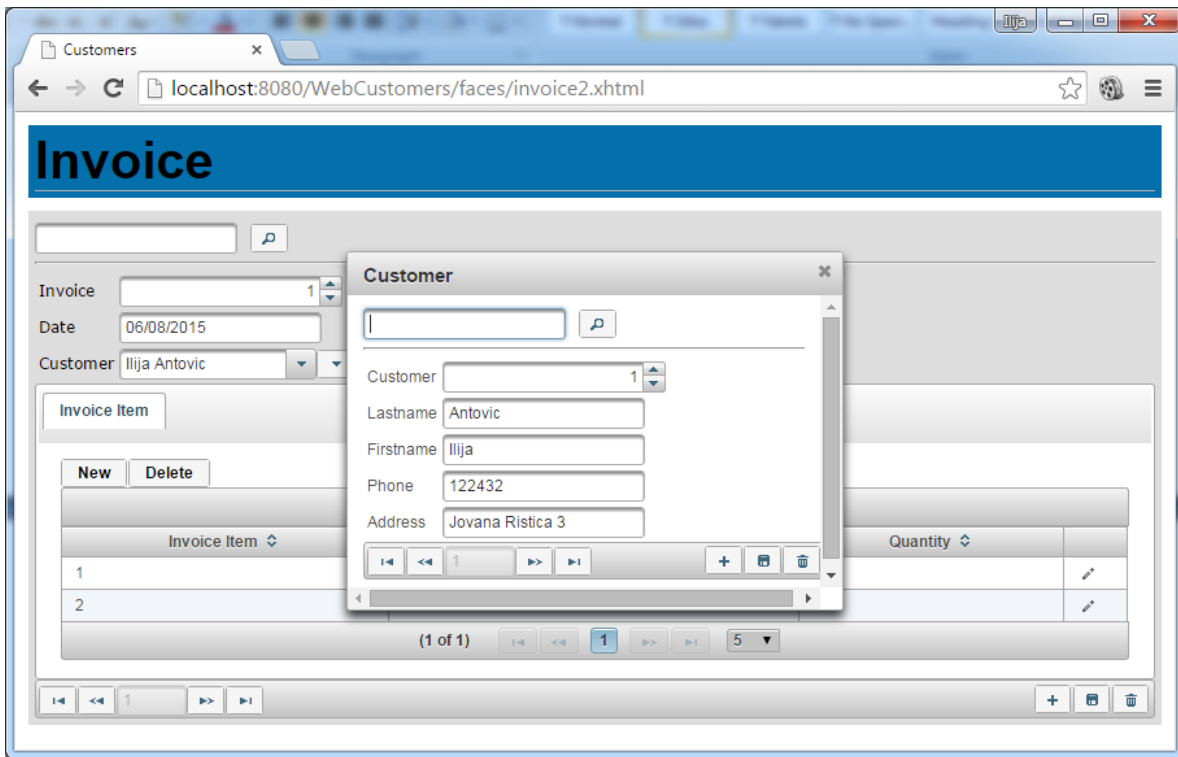 Ilija
Customers
localhost:8080/WebCustomers/faces/invoice2.xhtml
Invoice
Invoice 1
Date 06/08/2015
Customer Ilija Antovic
Invoice Item
New Delete
Invoice Item Quantity
1
2
(1 of 1) 1 5
1
Customer
Customer 1
Lastname Antovic
Firstname Ilija
Phone 122432
Address Jovana Ristica 3
1